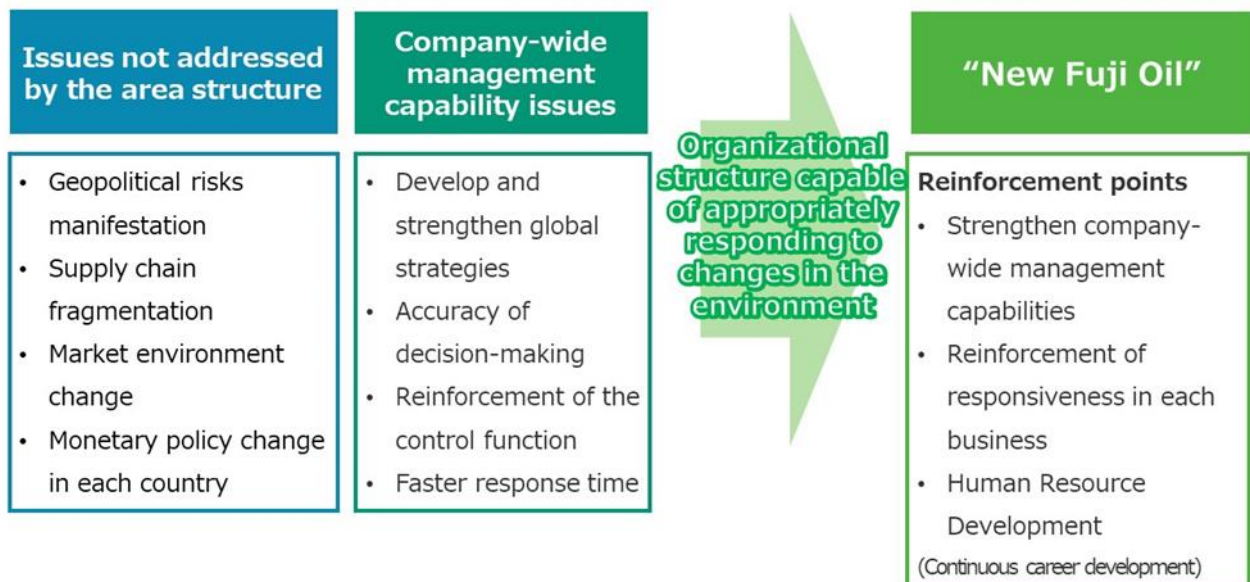 Issues not addressed
by the area structure
• Geopolitical risks
manifestation
• Supply chain
fragmentation
• Market environment
change
• Monetary policy change
in each country
Company-wide
management
capability issues
• Develop and
strengthen global
strategies
• Accuracy of
decision-making
• Reinforcement of the
control function
• Faster response time
Organizational
structure capable
of appropriately
responding to
changes in the
environment
“New Fuji Oil”
Reinforcement points
• Strengthen company-
wide management
capabilities
• Reinforcement of
responsiveness in each
business
• Human Resource
Development
(Continuous career development)